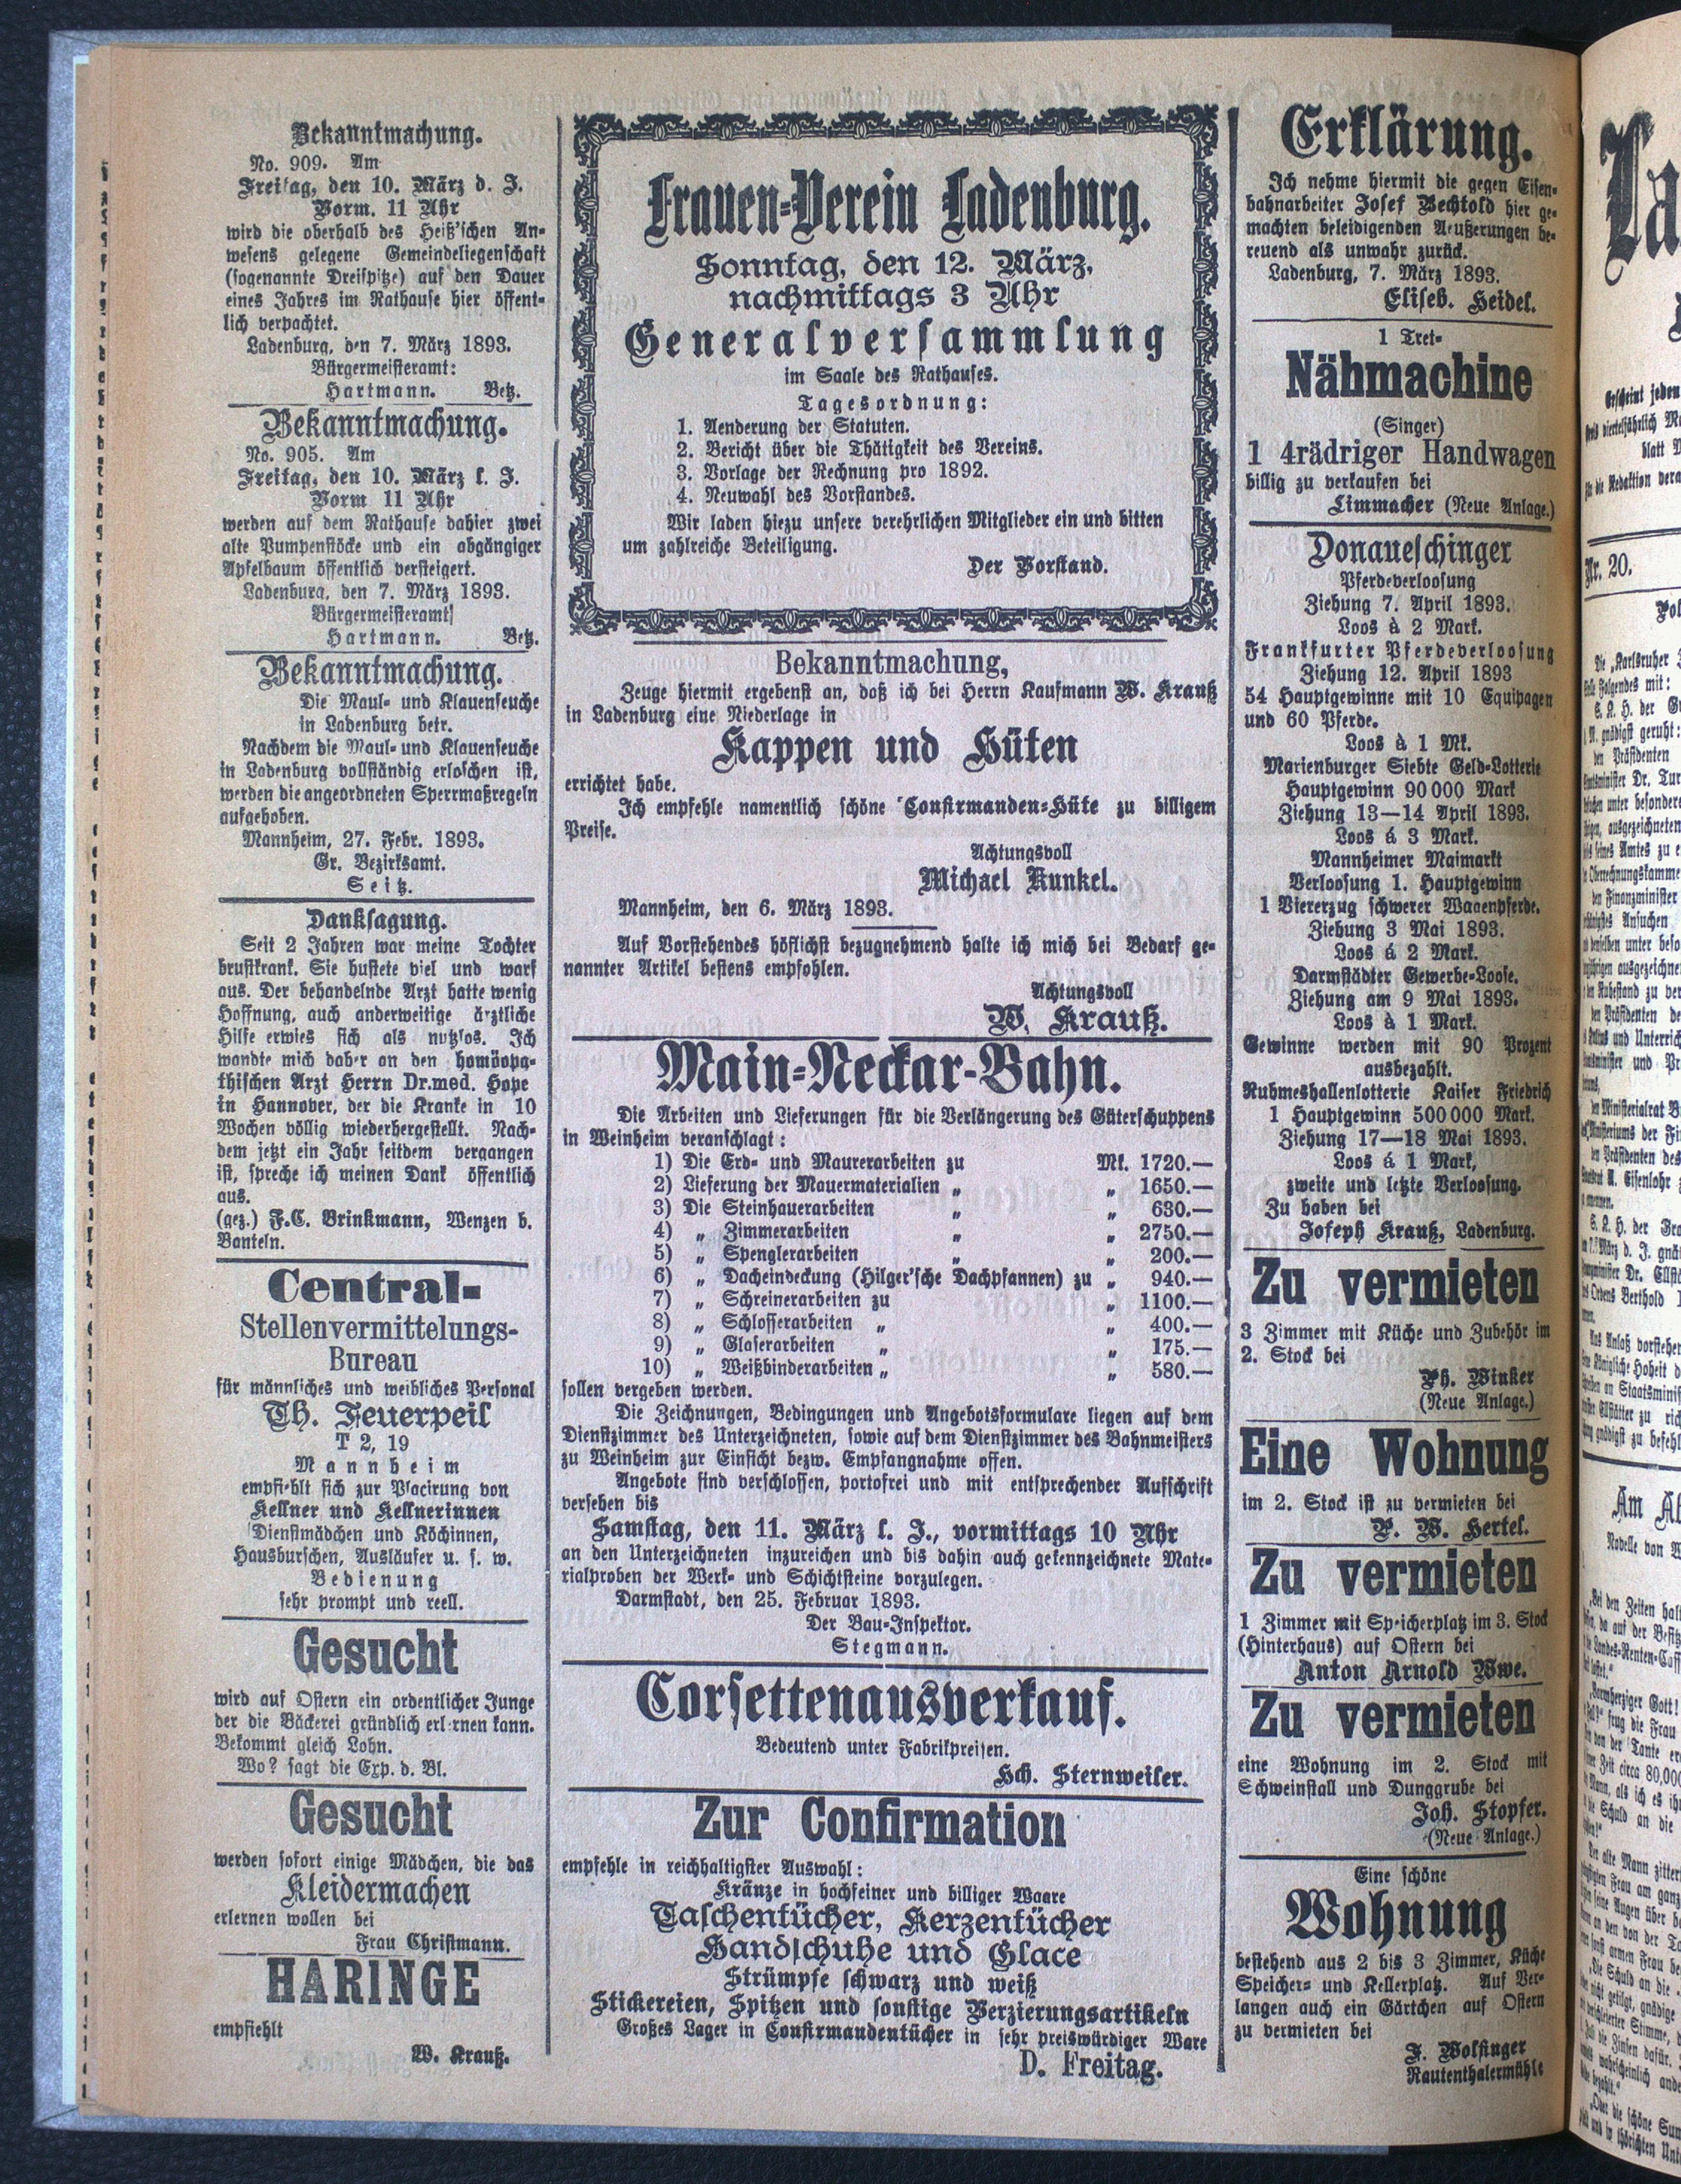 Bekanntmachung.
No. 909. Am
Freitag, den 10. März d. J.
Vorm. 11 Uhr
wird die oberhalb des Heiß'schen An-
wesens gelegene Gemeindeliegenschaft
(sogenannte Dreispitze) auf den Dauer
eines Jahres im Rathause hier öffent-
lich verpachtet.
Ladenburg, den 7. März 1893.
Bürgermeisteramt:
Hartmann. Betz.
Bekanntmachung.
No. 905. Am
Freitag, den 10. März l. J.
Vorm 11 Uhr
werden auf dem Rathause dahier zwei
alte Pumpenstöcke und ein abgängiger
Apfelbaum öffentlich versteigert.
Ladenburg, den 7. März 1893.
Bürgermeisteramt
Hartmann. Betz.
Bekanntmachung.
Die Maul- und Klauenseuche
in Ladenburg betr.
Nachdem die Maul- und Klauenseuche
in Ladenburg vollständig erloschen ist,
werden die angeordneten Sperrmaßregeln
aufgehoben.
Mannheim, 27. Febr. 1893.
Gr. Bezirksamt.
Seitz.
Danksagung.
Seit 2 Jahren war meine Tochter
brustkrank. Sie hustete viel und warf
aus. Der behandelnde Arzt hatte wenig
Hoffnung, auch anderweitige ärztliche
Hilfe erwies sich als nutzlos. Ich
wandte mich daher an den homöopa-
thischen Arzt Herrn Dr. med. Hope
in Hannover, der die Kranke in 10
Wochen völlig wiederhergestellt. Nach-
dem jetzt ein Jahr seitdem vergangen
ist, spreche ich meinen Dank öffentlich
aus.
(gez.) F.C. Brinkmann, Wenzen b.
Banteln.
Central-
Stellenvermittelungs-
Bureau
für männliches und weibliches Personal
Th. Feuerpeil
T 2, 19
Mannheim
empfiehlt sich zur Placirung von
Kellner und Kellnerinnen
Dienstmädchen und Köchinnen,
Hausburschen, Ausläufer u. s. w.
Bedienung
sehr prompt und reell.
Gesucht
wird auf Ostern ein ordentlicher Junge
der die Bäckerei gründlich erlernen kann.
Bekommt gleich Lohn.
Wo? sagt die Exp. d. Bl.
Gesucht
werden sofort einige Mädchen, die das
Kleidermachen
erlernen wollen bei
Frau Christmann.
HARINGE
empfiehlt
W. Krauß.
Frauen-Verein Ladenburg.
Sonntag, den 12. März,
nachmittags 3 Uhr
Generalversammlung
im Saale des Rathauses.
Tagesordnung:
1. Aenderung der Statuten.
2. Bericht über die Thätigkeit des Vereins.
3. Vorlage der Rechnung pro 1892.
4. Neuwahl des Vorstandes.
Wir laden hiezu unsere verehrlichen Mitglieder ein und bitten
um zahlreiche Beteiligung.
Der Vorstand.
Bekanntmachung,
Zeuge hiermit ergebenst an, daß ich bei Herrn Kaufmann W. Krauß
in Ladenburg eine Niederlage in
Kappen und Hüten
errichtet habe.
Ich empfehle namentlich schöne Confirmanden-Hüte zu billigem
Preise.
Achtungsvoll
Michael Kunkel.
Mannheim, den 6. März 1893.
Auf Vorstehendes höflichst bezugnehmend halte ich mich bei Bedarf ge-
nannter Artikel bestens empfohlen.
Achtungsvoll
W. Krauß.
Main-Neckar-Bahn.
Die Arbeiten und Lieferungen für die Verlängerung des Güterschuppens
in Weinheim veranschlagt:
1) Die Erd- und Maurerarbeiten zu Mk. 1720.—
2) Lieferung der Mauermaterialien „ „ 1650.—
3) Die Steinhauerarbeiten „ „ 630.—
4) „ Zimmerarbeiten „ „ 2750.—
5) „ Spenglerarbeiten „ „ 200.—
6) „ Dacheindeckung (Hilger'sche Dachpfannen) zu „ 940.—
7) „ Schreinerarbeiten zu „ 1100.—
8) „ Schlosserarbeiten „ „ 400.—
9) „ Glaserarbeiten „ „ 175.—
10) „ Weißbinderarbeiten „ „ 580.—
sollen vergeben werden.
Die Zeichnungen, Bedingungen und Angebotsformulare liegen auf dem
Dienstzimmer des Unterzeichneten, sowie auf dem Dienstzimmer des Bahnmeisters
zu Weinheim zur Einsicht bezw. Empfangnahme offen.
Angebote sind verschlossen, portofrei und mit entsprechender Aufschrift
versehen bis
Samstag, den 11. März l. J., vormittags 10 Uhr
an den Unterzeichneten inzureichen und bis dahin auch gekennzeichnete Mate-
rialproben der Werk- und Schichtsteine vorzulegen.
Darmstadt, den 25. Februar 1893.
Der Bau-Inspektor.
Stegmann.
Corsettenausverkauf.
Bedeutend unter Fabrikpreisen.
Hch. Sternweiler.
Zur Confirmation
empfehle in reichhaltigster Auswahl:
Kränze in hochfeiner und billiger Waare
Taschentücher, Kerzentücher
Handschuhe und Glace
Strümpfe schwarz und weiß
Stickereien, Spitzen und sonstige Verzierungsartikeln
Großes Lager in Confirmandentücher in sehr preiswürdiger Ware
D. Freitag.
Erklärung.
Ich nehme hiermit die gegen Eisen-
bahnarbeiter Josef Bechtold hier ge-
machten beleidigenden Aeußerungen be-
reuend als unwahr zurück.
Ladenburg, 7. März 1893.
Eliseb. Heidel.
1 Tret-
Nähmachine
(Singer)
1 4rädriger Handwagen
billig zu verkaufen bei
Limmacher (Neue Anlage.)
Donaueschinger
Pferdeverloosung
Ziehung 7. April 1893.
Loos à 2 Mark.
Frankfurter Pferdeverloosung
Ziehung 12. April 1893
54 Hauptgewinne mit 10 Equipagen
und 60 Pferde.
Loos à 1 Mk.
Marienburger Siebte Geld-Lotterie
Hauptgewinn 90000 Mark
Ziehung 13—14 April 1893.
Loos á 3 Mark.
Mannheimer Maimarkt
Verloosung 1. Hauptgewinn
1 Viererzug schwerer Wagenpferde.
Ziehung 3 Mai 1893.
Loos á 2 Mark.
Darmstädter Gewerbe-Loose.
Ziehung am 9 Mai 1893.
Loos à 1 Mark.
Gewinne werden mit 90 Prozent
ausbezahlt.
Ruhmeshallenlotterie Kaiser Friedrich
1 Hauptgewinn 500000 Mark.
Ziehung 17—18 Mai 1893.
Loos á 1 Mark,
zweite und letzte Verloosung.
Zu haben bei
Joseph Krauß, Ladenburg.
Zu vermieten
3 Zimmer mit Küche und Zubehör im
2. Stock bei
Ph. Winker
(Neue Anlage.)
Eine Wohnung
im 2. Stock ist zu vermieten bei
P. W. Hertel.
Zu vermieten
1 Zimmer mit Speicherplatz im 3. Stock
(Hinterhaus) auf Ostern bei
Anton Arnold Wwe.
Zu vermieten
eine Wohnung im 2. Stock mit
Schweinstall und Dunggrube bei
Joh. Stopfer.
(Neue Anlage.)
Eine schöne
Wohnung
bestehend aus 2 bis 3 Zimmer, Küche
Speicher- und Kellerplatz. Auf Ver-
langen auch ein Gärtchen auf Ostern
zu vermieten bei
F. Wolfinger
Rautenthalermühle
Nr. 20.